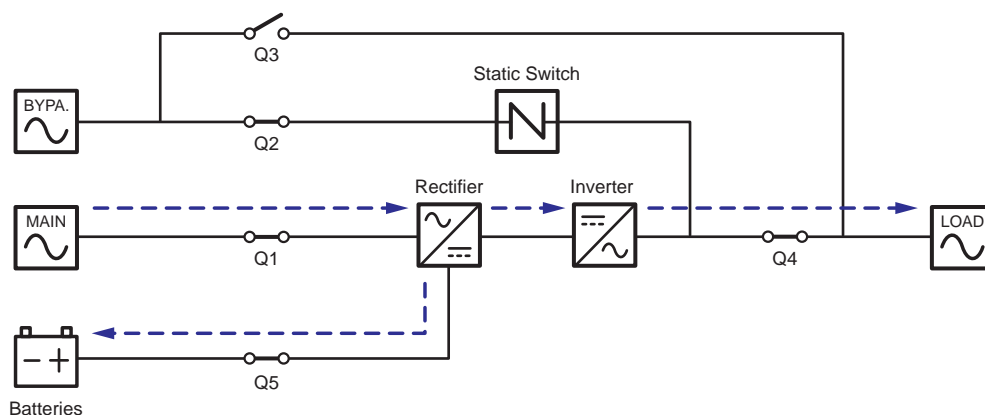 Q3
Static Switch
BYPA.
Q2
Rectifier
Inverter
MAIN
LOAD
Q1
Q4
Q5
Batteries